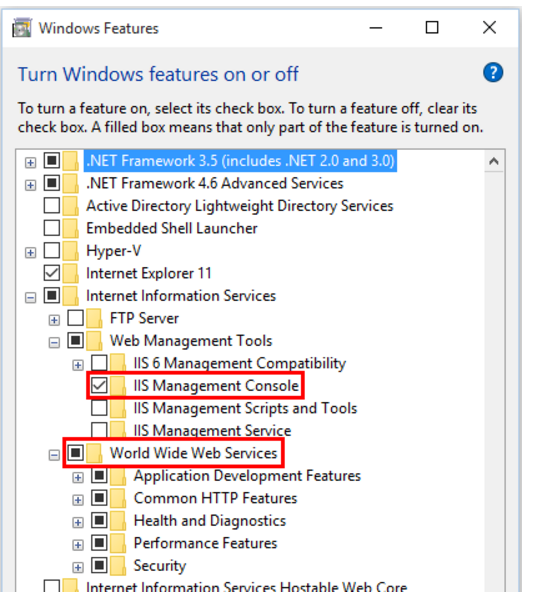 Windows Features
Turn Windows features on or off
?
To turn a feature on, select its check box. To turn a feature off, clear its
check box. A filled box means that only part of the feature is turned on.
.NET Framework 3.5 (includes .NET 2.0 and 3.0)
.NET Framework 4.6 Advanced Services
Active Directory Lightweight Directory Services
Embedded Shell Launcher
Hyper-V
Internet Explorer 11
Internet Information Services
FTP Server
Web Management Tools
IIS 6 Management Compatibility
IIS Management Console
IIS Management Scripts and Tools
IIS Management Service
World Wide Web Services
Application Development Features
Common HTTP Features
Health and Diagnostics
Performance Features
Security
Internet Information Services Hostable Web Core